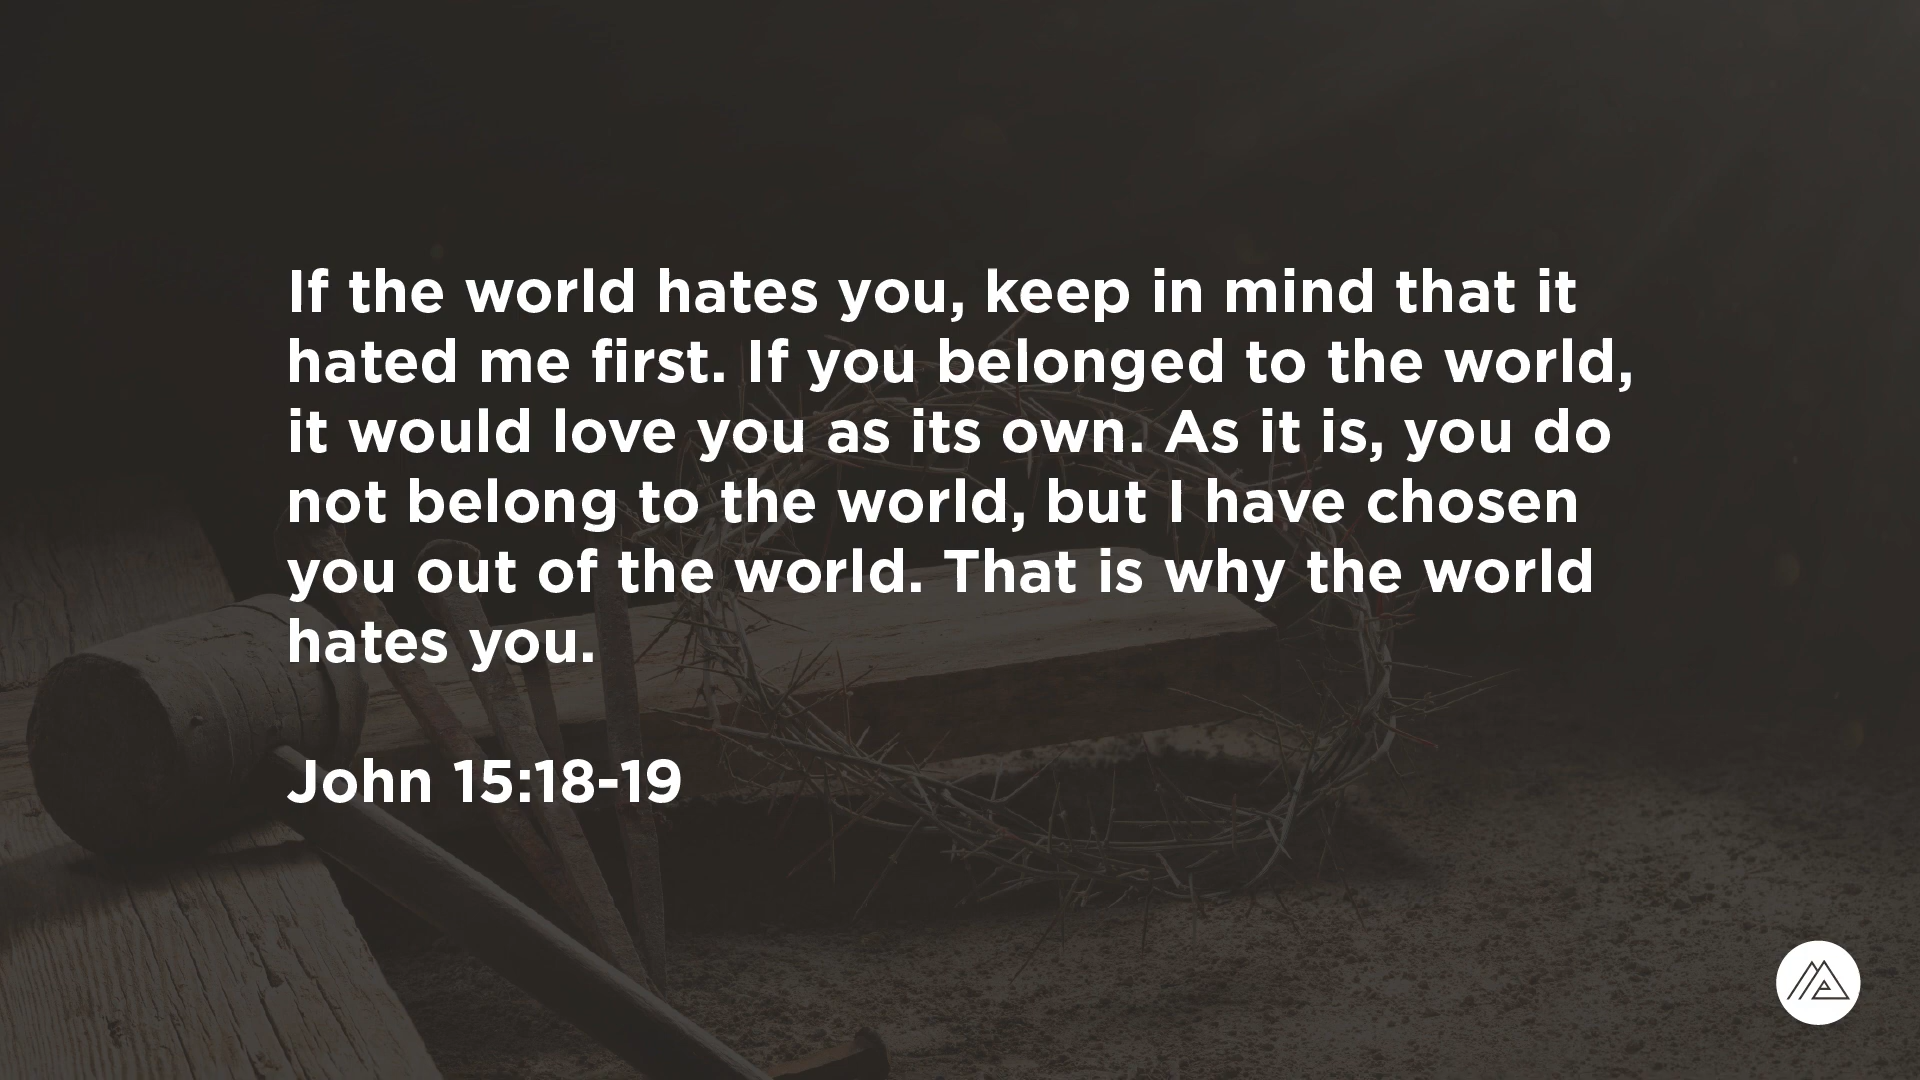 If the world hates you, keep in mind that it
hated me first. If you belonged to the world,
it would love you as its own. As it is, you do
not belong to the world, but I have chosen
you out of the world. That is why the world
hates you.
John 15:18-19